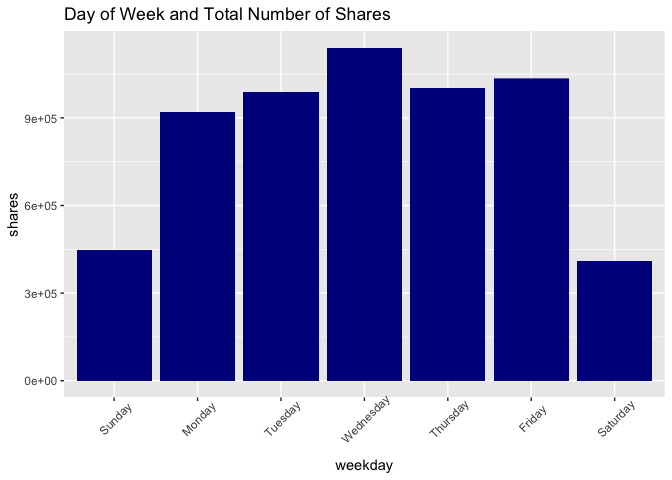 Day of Week and Total Number of Shares
shares
9e+05
6e+05
3e+05
0e+00
Sunday
Monday
Tuesday
Wednesday
Thursday
Friday
Saturday
weekday